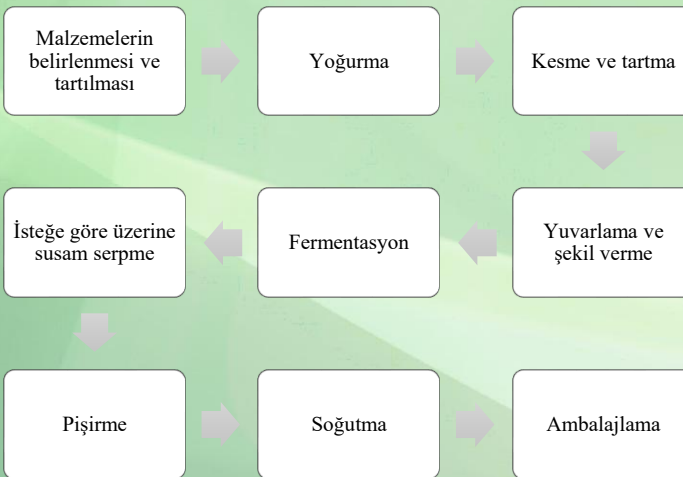 Malzemelerin
belirlenmesi ve
tartılması
Yoğurma
Kesme ve tartma
Yuvarlama ve
şekil verme
Fermentasyon
İsteğe göre üzerine
susam serpme
Pişirme
Soğutma
Ambalajlama